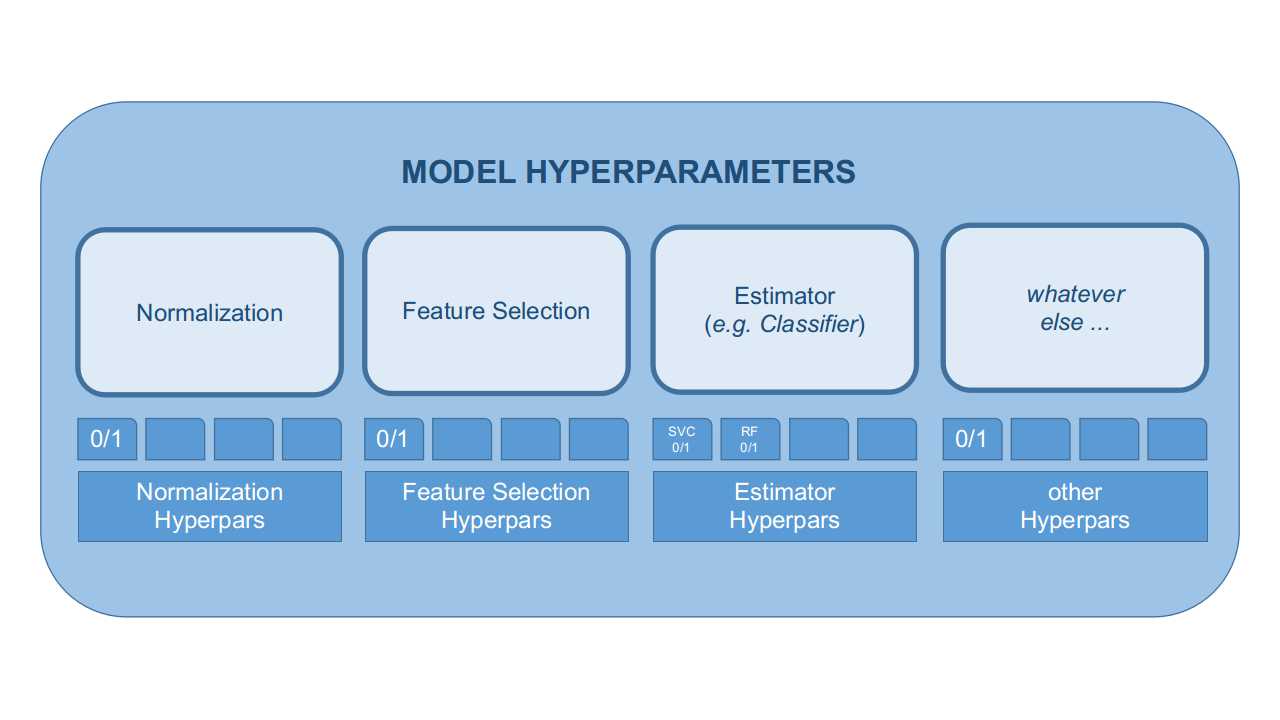 MODEL HYPERPARAMETERS
Normalization
Feature Selection
Estimator
(e.g. Classifier)
whatever
else ...
0/1
0/1
SVC
0/1
RF
0/1
0/1
Normalization
Hyperpars
Feature Selection
Hyperpars
Estimator
Hyperpars
other
Hyperpars